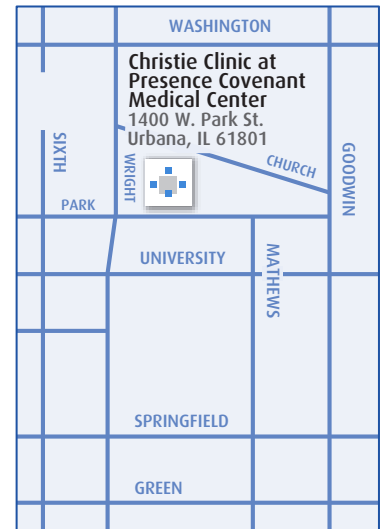 WASHINGTON
Christie Clinic at
Presence Covenant
Medical Center
1400 W. Park St.
Urbana, IL 61801
SIXTH
WRIGHT
CHURCH
GOODWIN
PARK
UNIVERSITY
MATHEWS
SPRINGFIELD
GREEN